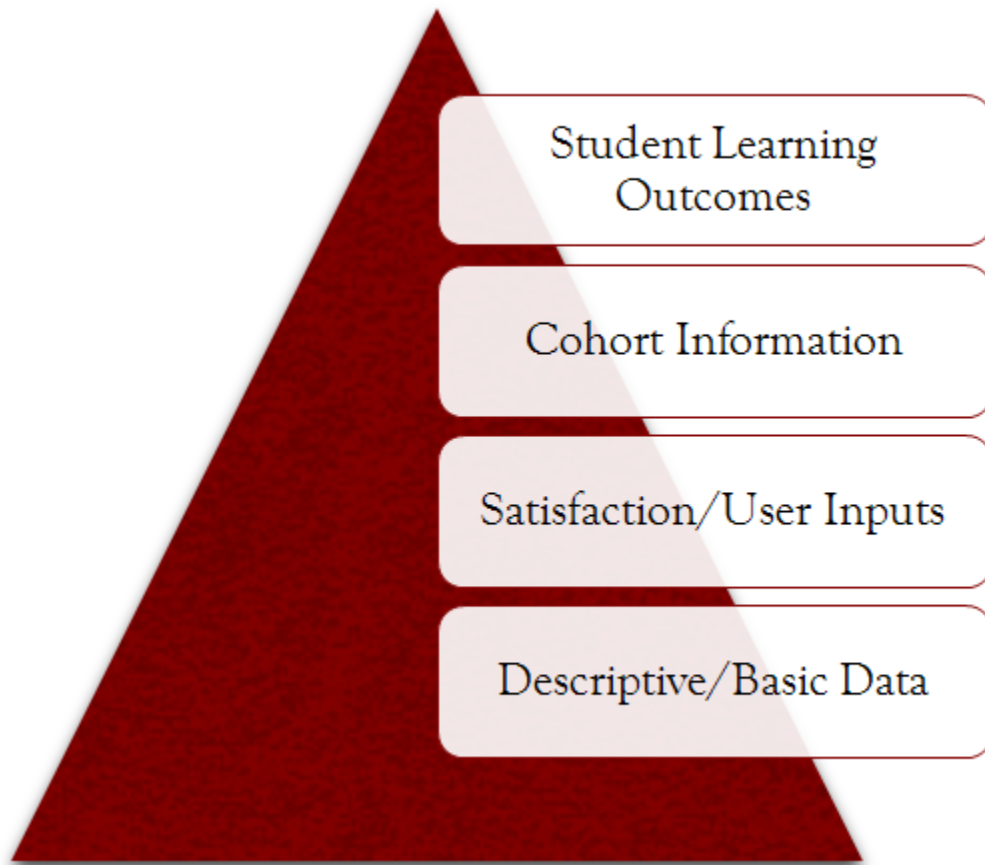 Student Learning
Outcomes
Cohort Information
Satisfaction/User Inputs
Descriptive/Basic Data